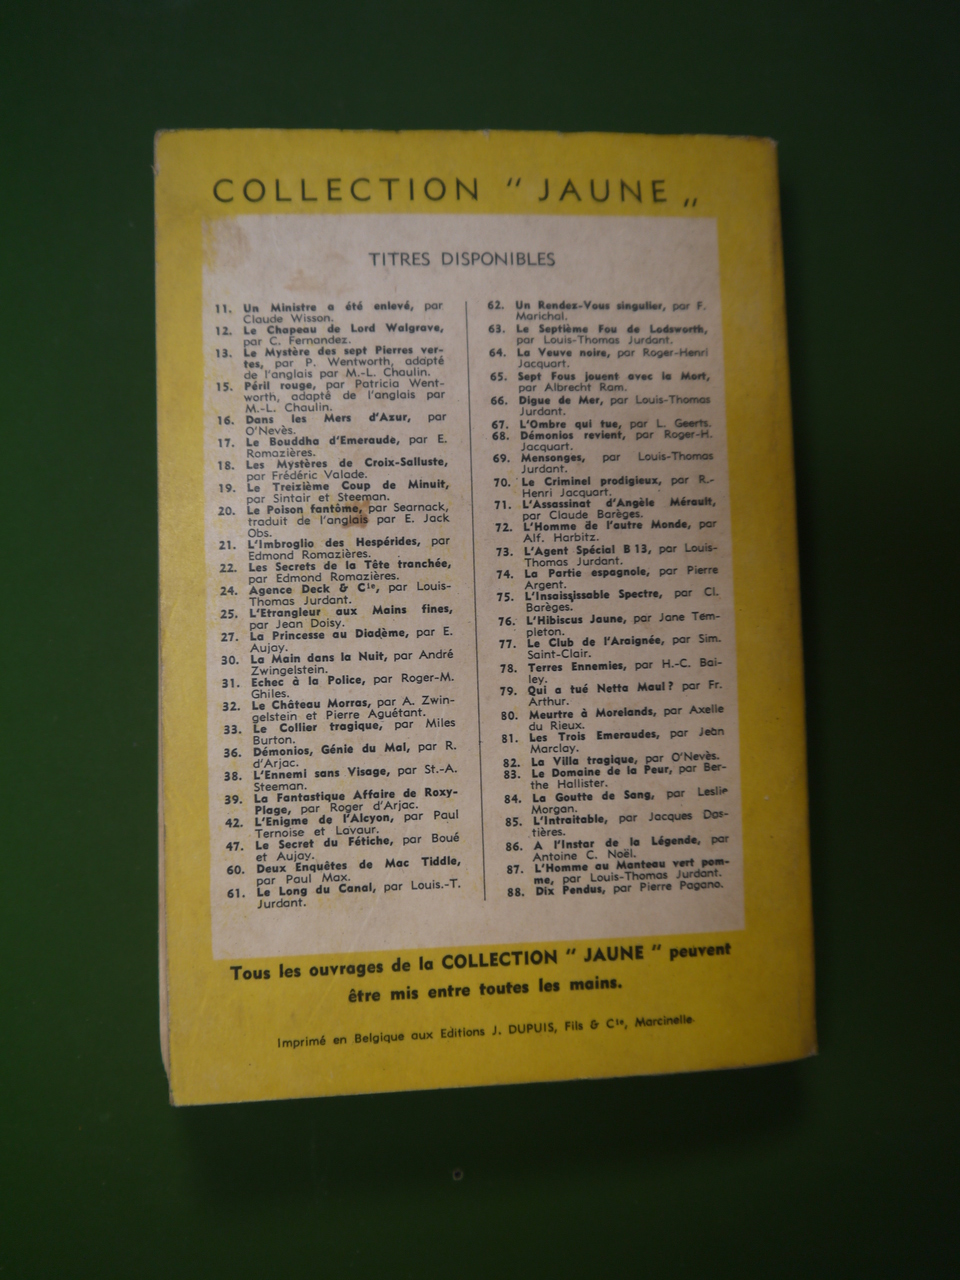 COLLECTION " JAUNE „
TITRES DISPONIBLES
11. Un Ministre a été enlevé, par
Claude Wisson.
12. Le Chapeau de Lord Walgrave,
par C. Fernandez.
13. Le Mystère des sept Pierres ver-
tes, par P. Wentworth, adapté
de l'anglais par M.-L. Chaulin.
15. Péril rouge, par Patricia Went-
worth, adapté de l'anglais par
M.-L. Chaulin.
16. Dans les Mers d'Azur, par
O'Nevès.
17. Le Bouddha d'Emeraude, par E.
Romazières.
18. Les Mystères de Croix-Salluste,
par Frédéric Valade.
19. Le Treizième Coup de Minuit,
par Sintair et Steeman.
20. Le Poison fantôme, par Searnack,
traduit de l'anglais par E. Jack
Obs.
21. L'Imbroglio des Hespérides, par
Edmond Romazières.
22. Les Secrets de la Tête tranchée,
par Edmond Romazières.
24. Agence Deck & Cie, par Louis-
Thomas Jurdant.
25. L'Etrangleur aux Mains fines,
par Jean Doisy.
27. La Princesse au Diadème, par E.
Aujay.
30. La Main dans la Nuit, par André
Zwingelstein.
31. Echec à la Police, par Roger-M.
Ghiles.
32. Le Château Morras, par A. Zwin-
gelstein et Pierre Aguétant.
33. Le Collier tragique, par Miles
Burton.
36. Démonios, Génie du Mal, par R.
d'Arjac.
38. L'Ennemi sans Visage, par St.-A.
Steeman.
39. La Fantastique Affaire de Roxy-
Plage, par Roger d'Arjac.
42. L'Enigme de l'Alcyon, par Paul
Ternoise et Lavaur.
47. Le Secret du Fétiche, par Boué
et Aujay.
60. Deux Enquêtes de Mac Tiddle,
par Paul Max.
61. Le Long du Canal, par Louis.-T.
Jurdant.
62. Un Rendez-Vous singulier, par F.
Marichal.
63. Le Septième Fou de Lodsworth,
par Louis-Thomas Jurdant.
64. La Veuve noire, par Roger-Henri
Jacquart.
65. Sept Fous jouent avec la Mort,
par Albrecht Ram.
66. Digue de Mer, par Louis-Thomas
Jurdant.
67. L'Ombre qui tue, par L. Geerts.
68. Démonios revient, par Roger-H.
Jacquart.
69. Mensonges, par Louis-Thomas
Jurdant.
70. Le Criminel prodigieux, par R.-
Henri Jacquart.
71. L'Assassinat d'Angèle Mérault,
par Claude Barèges.
72. L'Homme de l'autre Monde, par
Alf. Harbitz.
73. L'Agent Spécial B 13, par Louis-
Thomas Jurdant.
74. La Partie espagnole, par Pierre
Argent.
75. L'Insaisissable Spectre, par Cl.
Barèges.
76. L'Hibiscus Jaune, par Jane Tem-
pleton.
77. Le Club de l'Araignée, par Sim.
Saint-Clair.
78. Terres Ennemies, par H.-C. Bai-
ley.
79. Qui a tué Netta Maul ? par Fr.
Arthur.
80. Meurtre à Morelands, par Axelle
du Rieux.
81. Les Trois Emeraudes, par Jean
Marclay.
82. La Villa tragique, par O'Nevès.
83. Le Domaine de la Peur, par Ber-
the Hallister.
84. La Goutte de Sang, par Leslie
Morgan.
85. L'Intraitable, par Jacques Dos-
tières.
86. A l'Instar de la Légende, par
Antoine C. Noël.
87. L'Homme au Manteau vert pom-
me, par Louis-Thomas Jurdant.
88. Dix Pendus, par Pierre Pagano.
Tous les ouvrages de la COLLECTION " JAUNE " peuvent
être mis entre toutes les mains.
Imprimé en Belgique aux Editions J. DUPUIS, Fils & Cie, Marcinelle